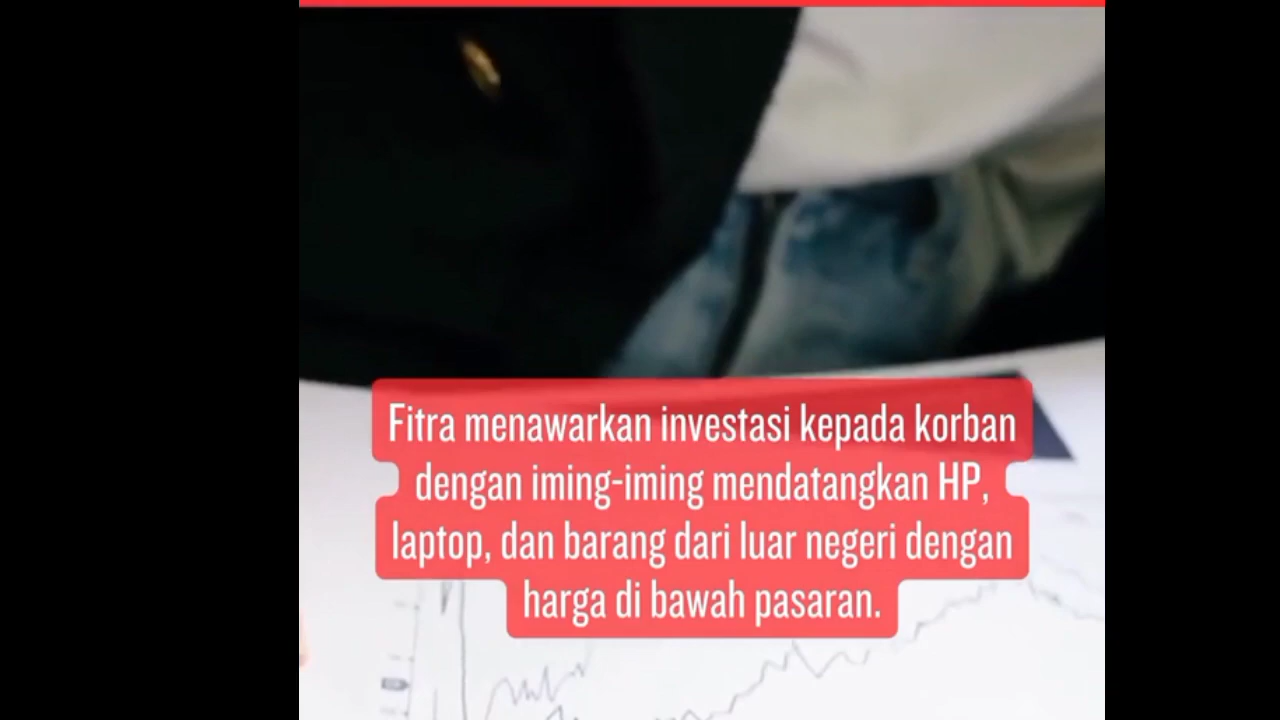 Fitra menawarkan investasi kepada korban
dengan iming-iming mendatangkan HP,
laptop, dan barang dari luar negeri dengan
harga di bawah pasaran.